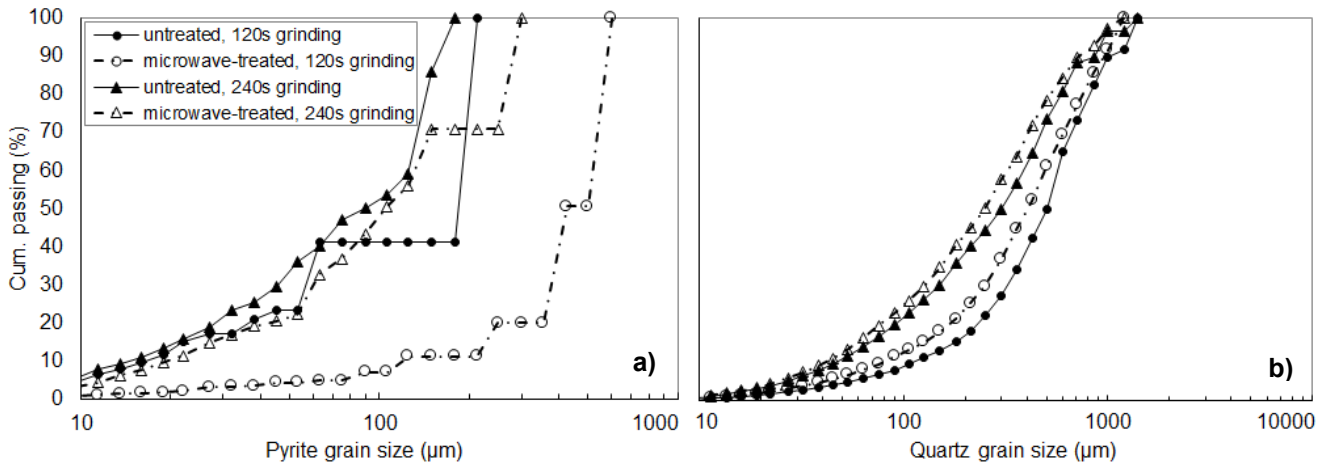 100
90
80
70
60
50
40
30
20
10
0
Cum. passing (%)
untreated, 120s grinding
microwave-treated, 120s grinding
untreated, 240s grinding
microwave-treated, 240s grinding
a)
10 100 1000
Pyrite grain size (µm)
b)
10 100 1000 10000
Quartz grain size (µm)